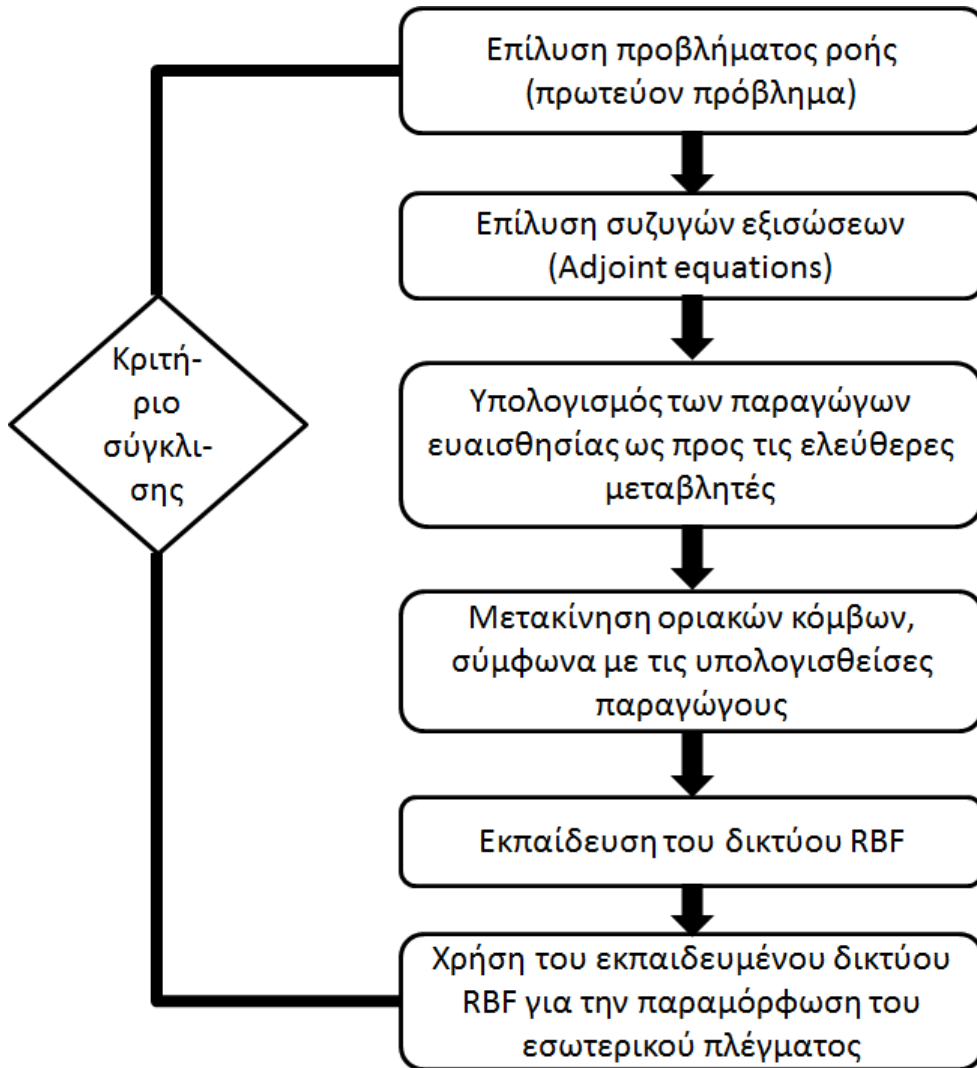 Επίλυση προβλήματος ροής
(πρωτεύον πρόβλημα)
Επίλυση συζυγών εξισώσεων
(Adjoint equations)
Κριτή-
ριο
σύγκλι-
σης
Υπολογισμός των παραγώγων
ευαισθησίας ως προς τις ελεύθερες
μεταβλητές
Μετακίνηση οριακών κόμβων,
σύμφωνα με τις υπολογισθείσες
παραγώγους
Εκπαίδευση του δικτύου RBF
Χρήση του εκπαιδευμένου δικτύου
RBF για την παραμόρφωση του
εσωτερικού πλέγματος